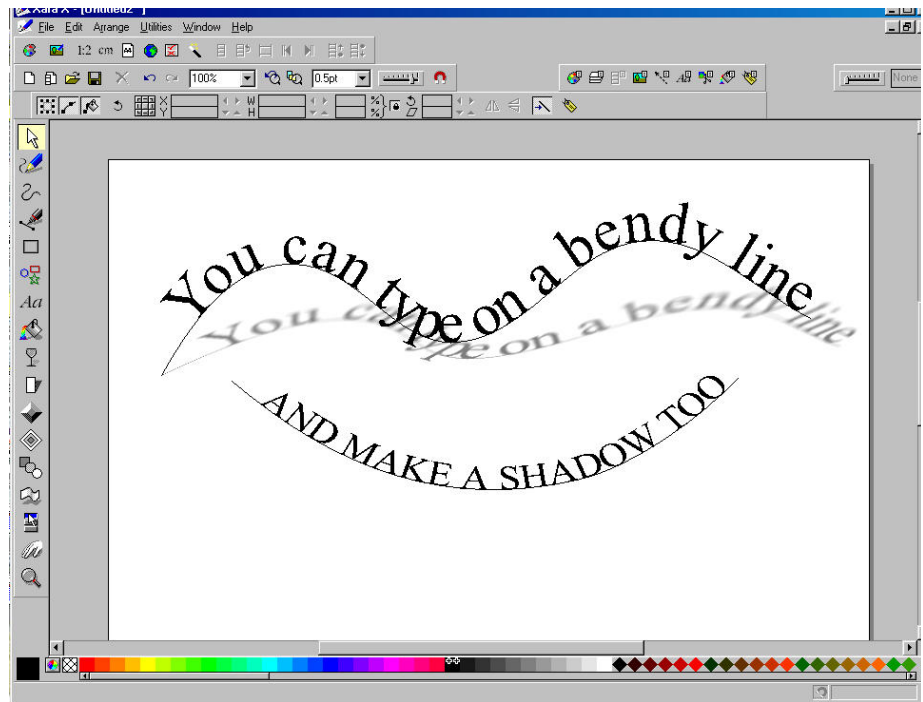 Xara X - [Untitled2 *]
File Edit Arrange Utilities Window Help
1:2 cm
100% 0.5pt None
X W % 
Y H %
You can type on a bendy line
You can type on a bendy line
AND MAKE A SHADOW TOO
Aa